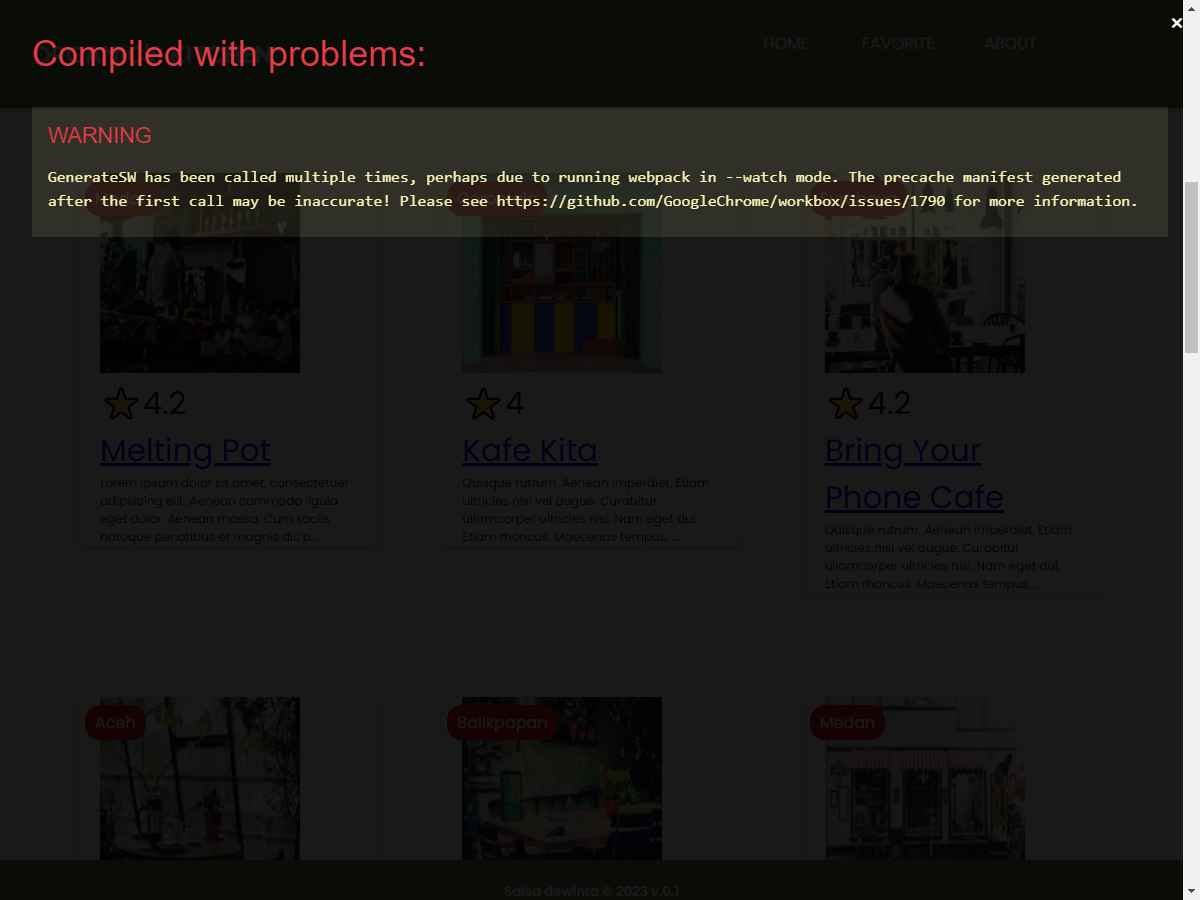 Compiled with problems:
HOME FAVORITE ABOUT
WARNING
GenerateSW has been called multiple times, perhaps due to running webpack in --watch mode. The precache manifest generated
after the first call may be inaccurate! Please see https://github.com/GoogleChrome/workbox/issues/1790 for more information.
4.2
Melting Pot
Lorem ipsum dolor sit amet, consectetuer
adipiscing elit. Aenean commodo ligula
eget dolor. Aenean massa. Cum sociis
natoque penatibus et magnis dis p...
4
Kafe Kita
Quisque rutrum. Aenean imperdiet. Etiam
ultricies nisi vel augue. Curabitur
ullamcorper ultricies nisi. Nam eget dui.
Etiam rhoncus. Maecenas tempus, ...
4.2
Bring Your
Phone Cafe
Quisque rutrum. Aenean imperdiet. Etiam
ultricies nisi vel augue. Curabitur
ullamcorper ultricies nisi. Nam eget dui.
Etiam rhoncus. Maecenas tempus, ...
Aceh
Balikpapan
Medan
Salsa dewinta © 2023 v.0.1